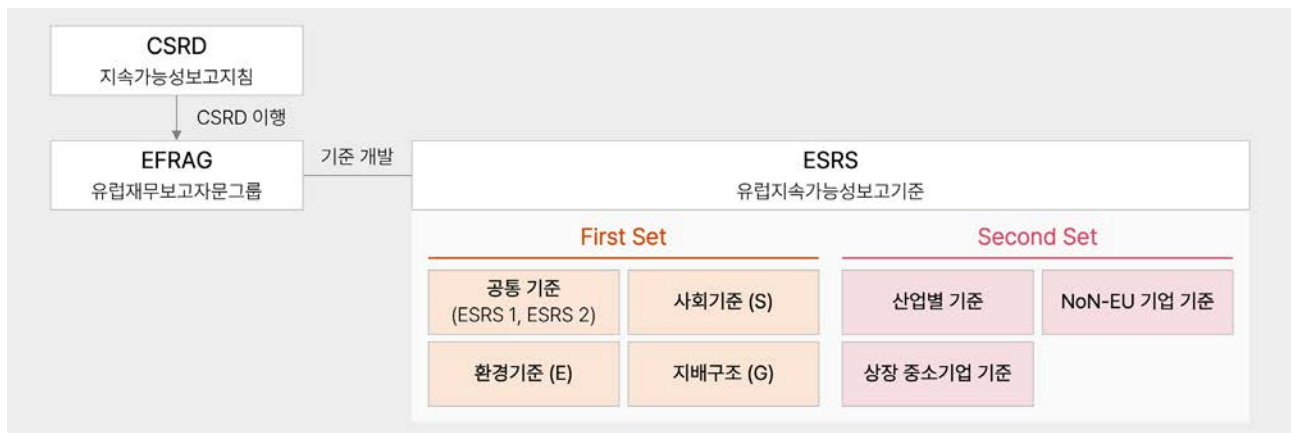 CSRD
지속가능성보고지침
CSRD 이행
EFRAG
유럽재무보고자문그룹
기준 개발
ESRS
유럽지속가능성보고기준
First Set
공통 기준
(ESRS 1, ESRS 2)
사회기준 (S)
환경기준 (E)
지배구조 (G)
Second Set
산업별 기준
NoN-EU 기업 기준
상장 중소기업 기준